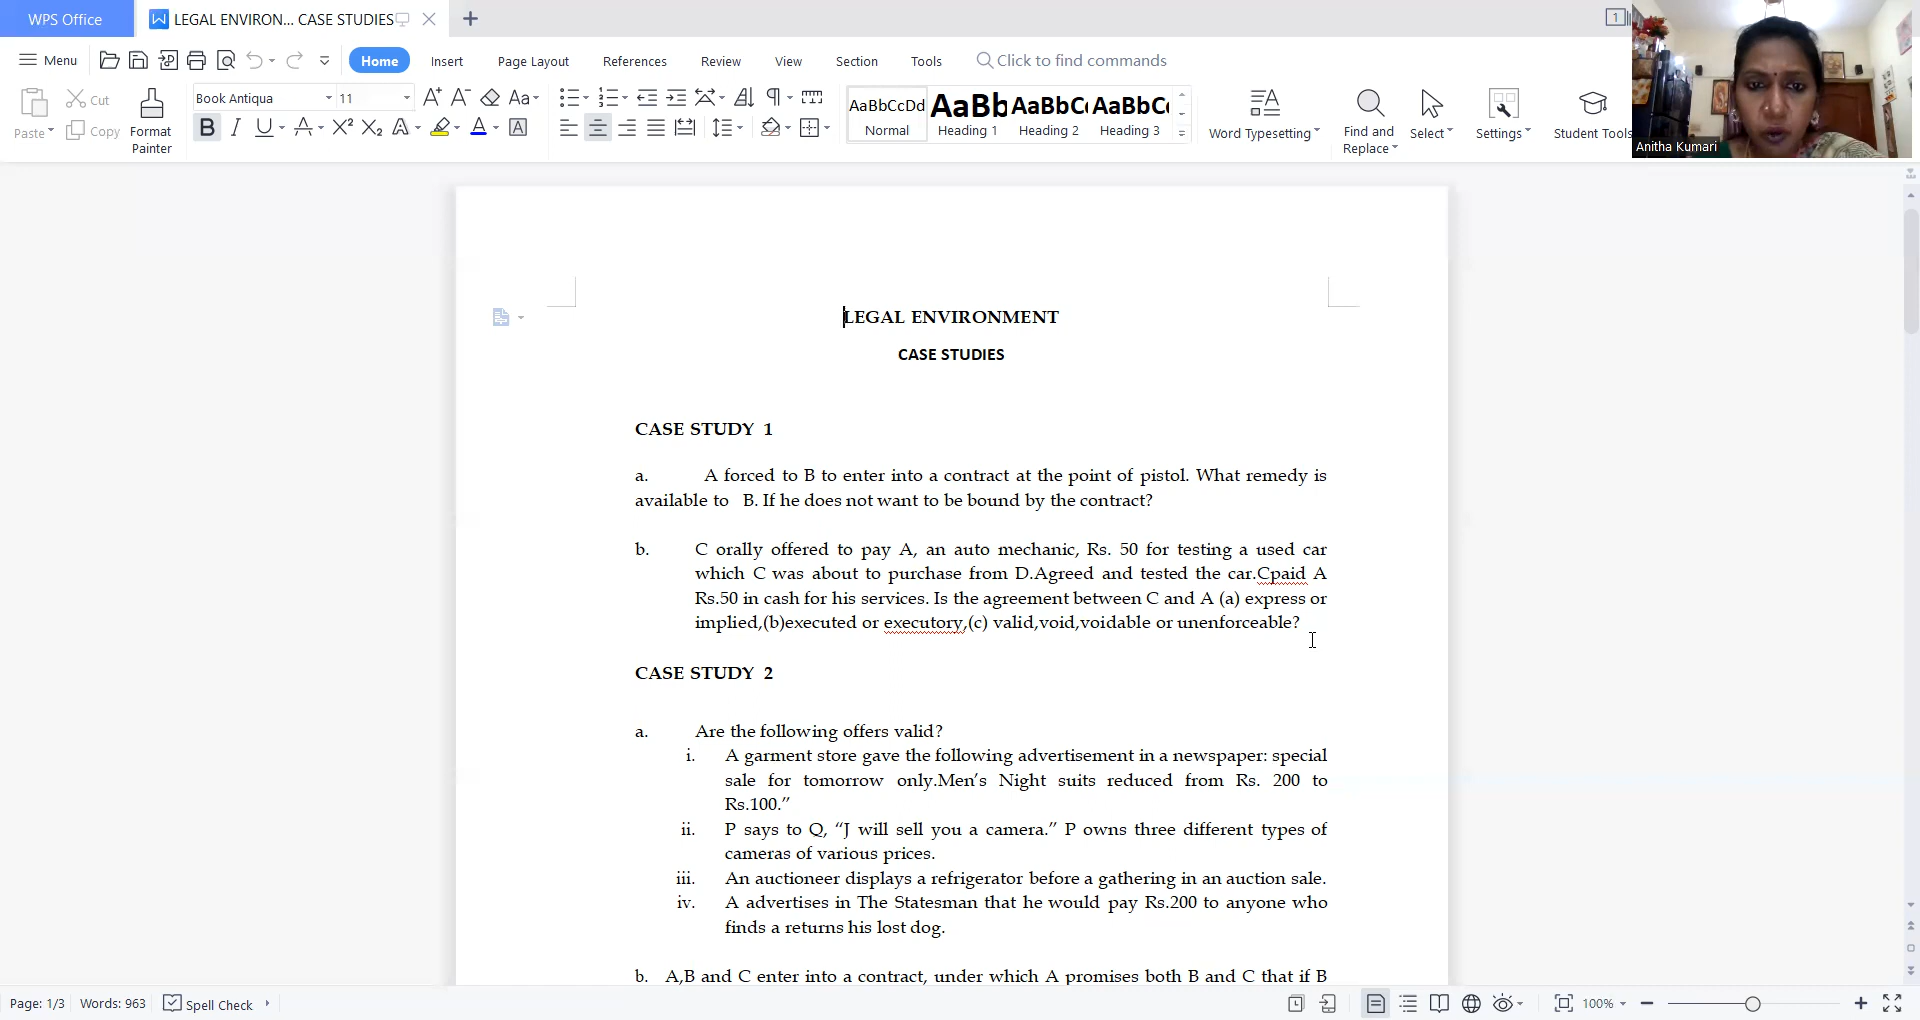 WPS Office
LEGAL ENVIRON... CASE STUDIES
1
Menu
Home
Insert
Page Layout
References
Review
View
Section
Tools
Click to find commands
Paste
Cut
Copy
Format
Painter
Book Antiqua
11
AaBbCcDd
Normal
AaBb
Heading 1
AaBbC
Heading 2
AaBbC
Heading 3
Word Typesetting
Find and
Replace
Select
Settings
Student Tools
Anitha Kumari
LEGAL ENVIRONMENT
CASE STUDIES
CASE STUDY 1
a. A forced to B to enter into a contract at the point of pistol. What remedy is
available to B. If he does not want to be bound by the contract?
b. C orally offered to pay A, an auto mechanic, Rs. 50 for testing a used car
which C was about to purchase from D.Agreed and tested the car.Cpaid A
Rs.50 in cash for his services. Is the agreement between C and A (a) express or
implied,(b)executed or executory,(c) valid,void,voidable or unenforceable?
CASE STUDY 2
a. Are the following offers valid?
i. A garment store gave the following advertisement in a newspaper: special
sale for tomorrow only.Men’s Night suits reduced from Rs. 200 to
Rs.100.”
ii. P says to Q, “J will sell you a camera.” P owns three different types of
cameras of various prices.
iii. An auctioneer displays a refrigerator before a gathering in an auction sale.
iv. A advertises in The Statesman that he would pay Rs.200 to anyone who
finds a returns his lost dog.
b. A,B and C enter into a contract, under which A promises both B and C that if B
Page: 1/3
Words: 963
Spell Check
100%